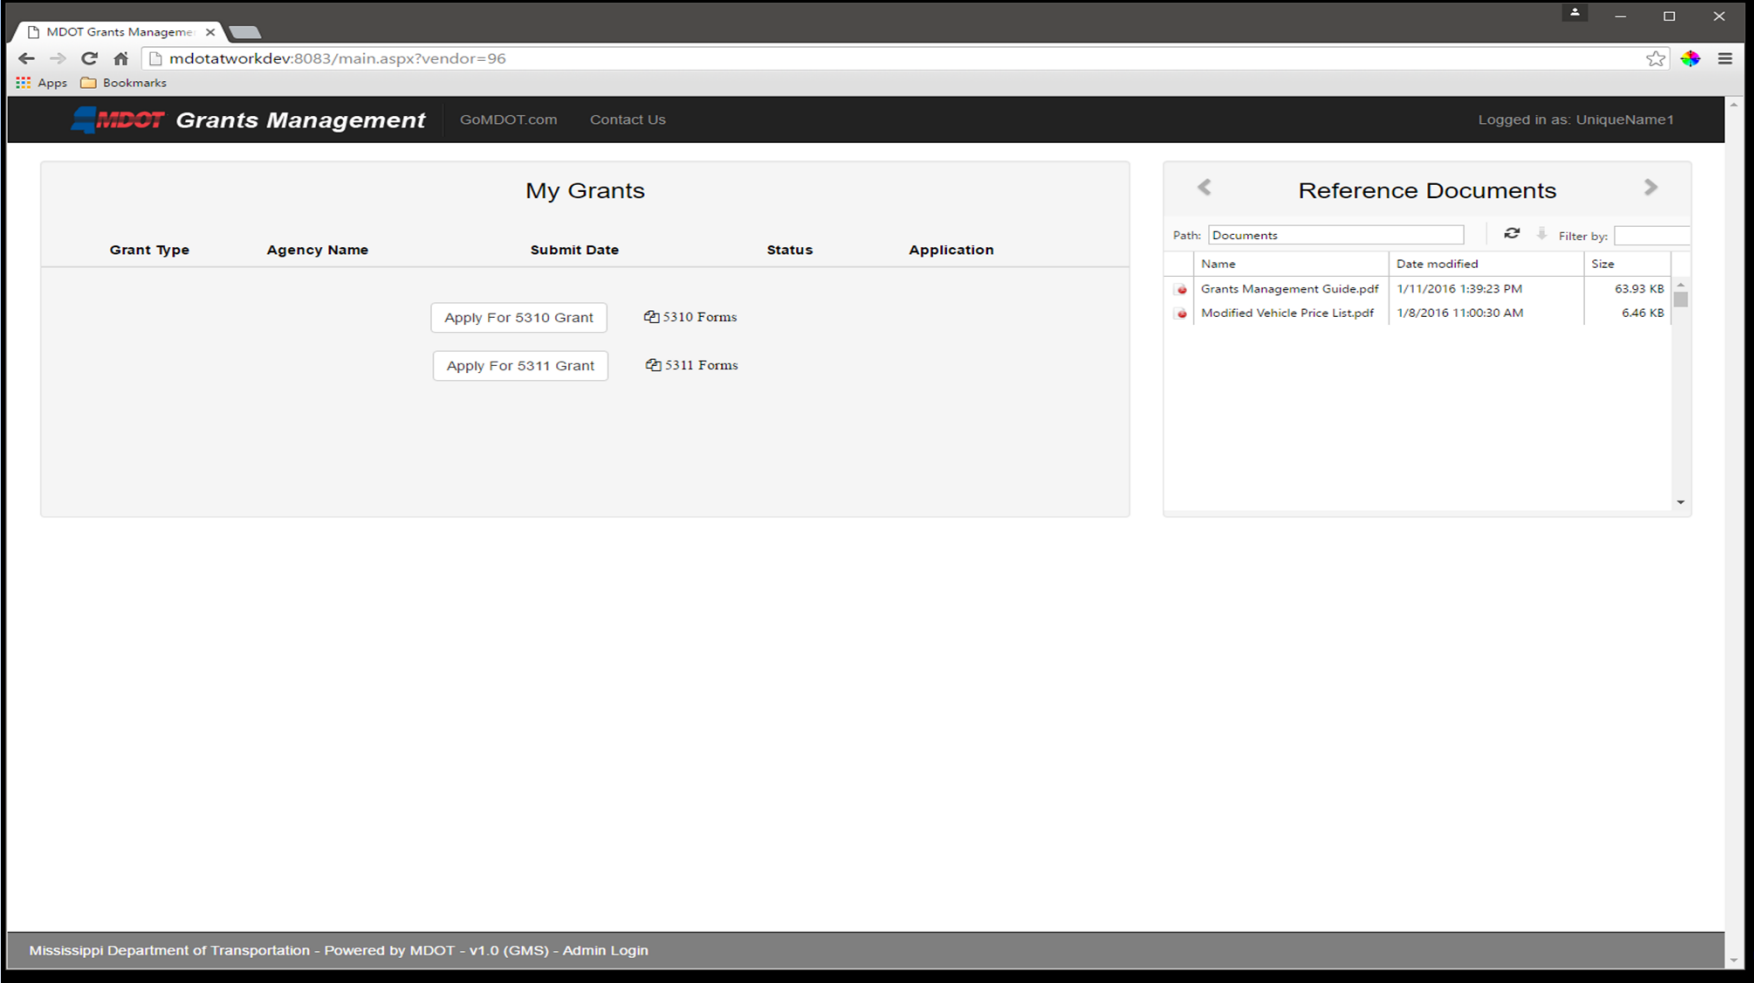 MDOT Grants Manageme
mdotatworkdev:8083/main.aspx?vendor=96
Apps Bookmarks
MDOT Grants Management GoMDOT.com Contact Us Logged in as: UniqueName1
My Grants
Grant Type Agency Name Submit Date Status Application
Apply For 5310 Grant 5310 Forms
Apply For 5311 Grant 5311 Forms
Reference Documents
Path: Documents Filter by:
Name Date modified Size
Grants Management Guide.pdf 1/11/2016 1:39:23 PM 63.93 KB
Modified Vehicle Price List.pdf 1/8/2016 11:00:30 AM 6.46 KB
Mississippi Department of Transportation - Powered by MDOT - v1.0 (GMS) - Admin Login